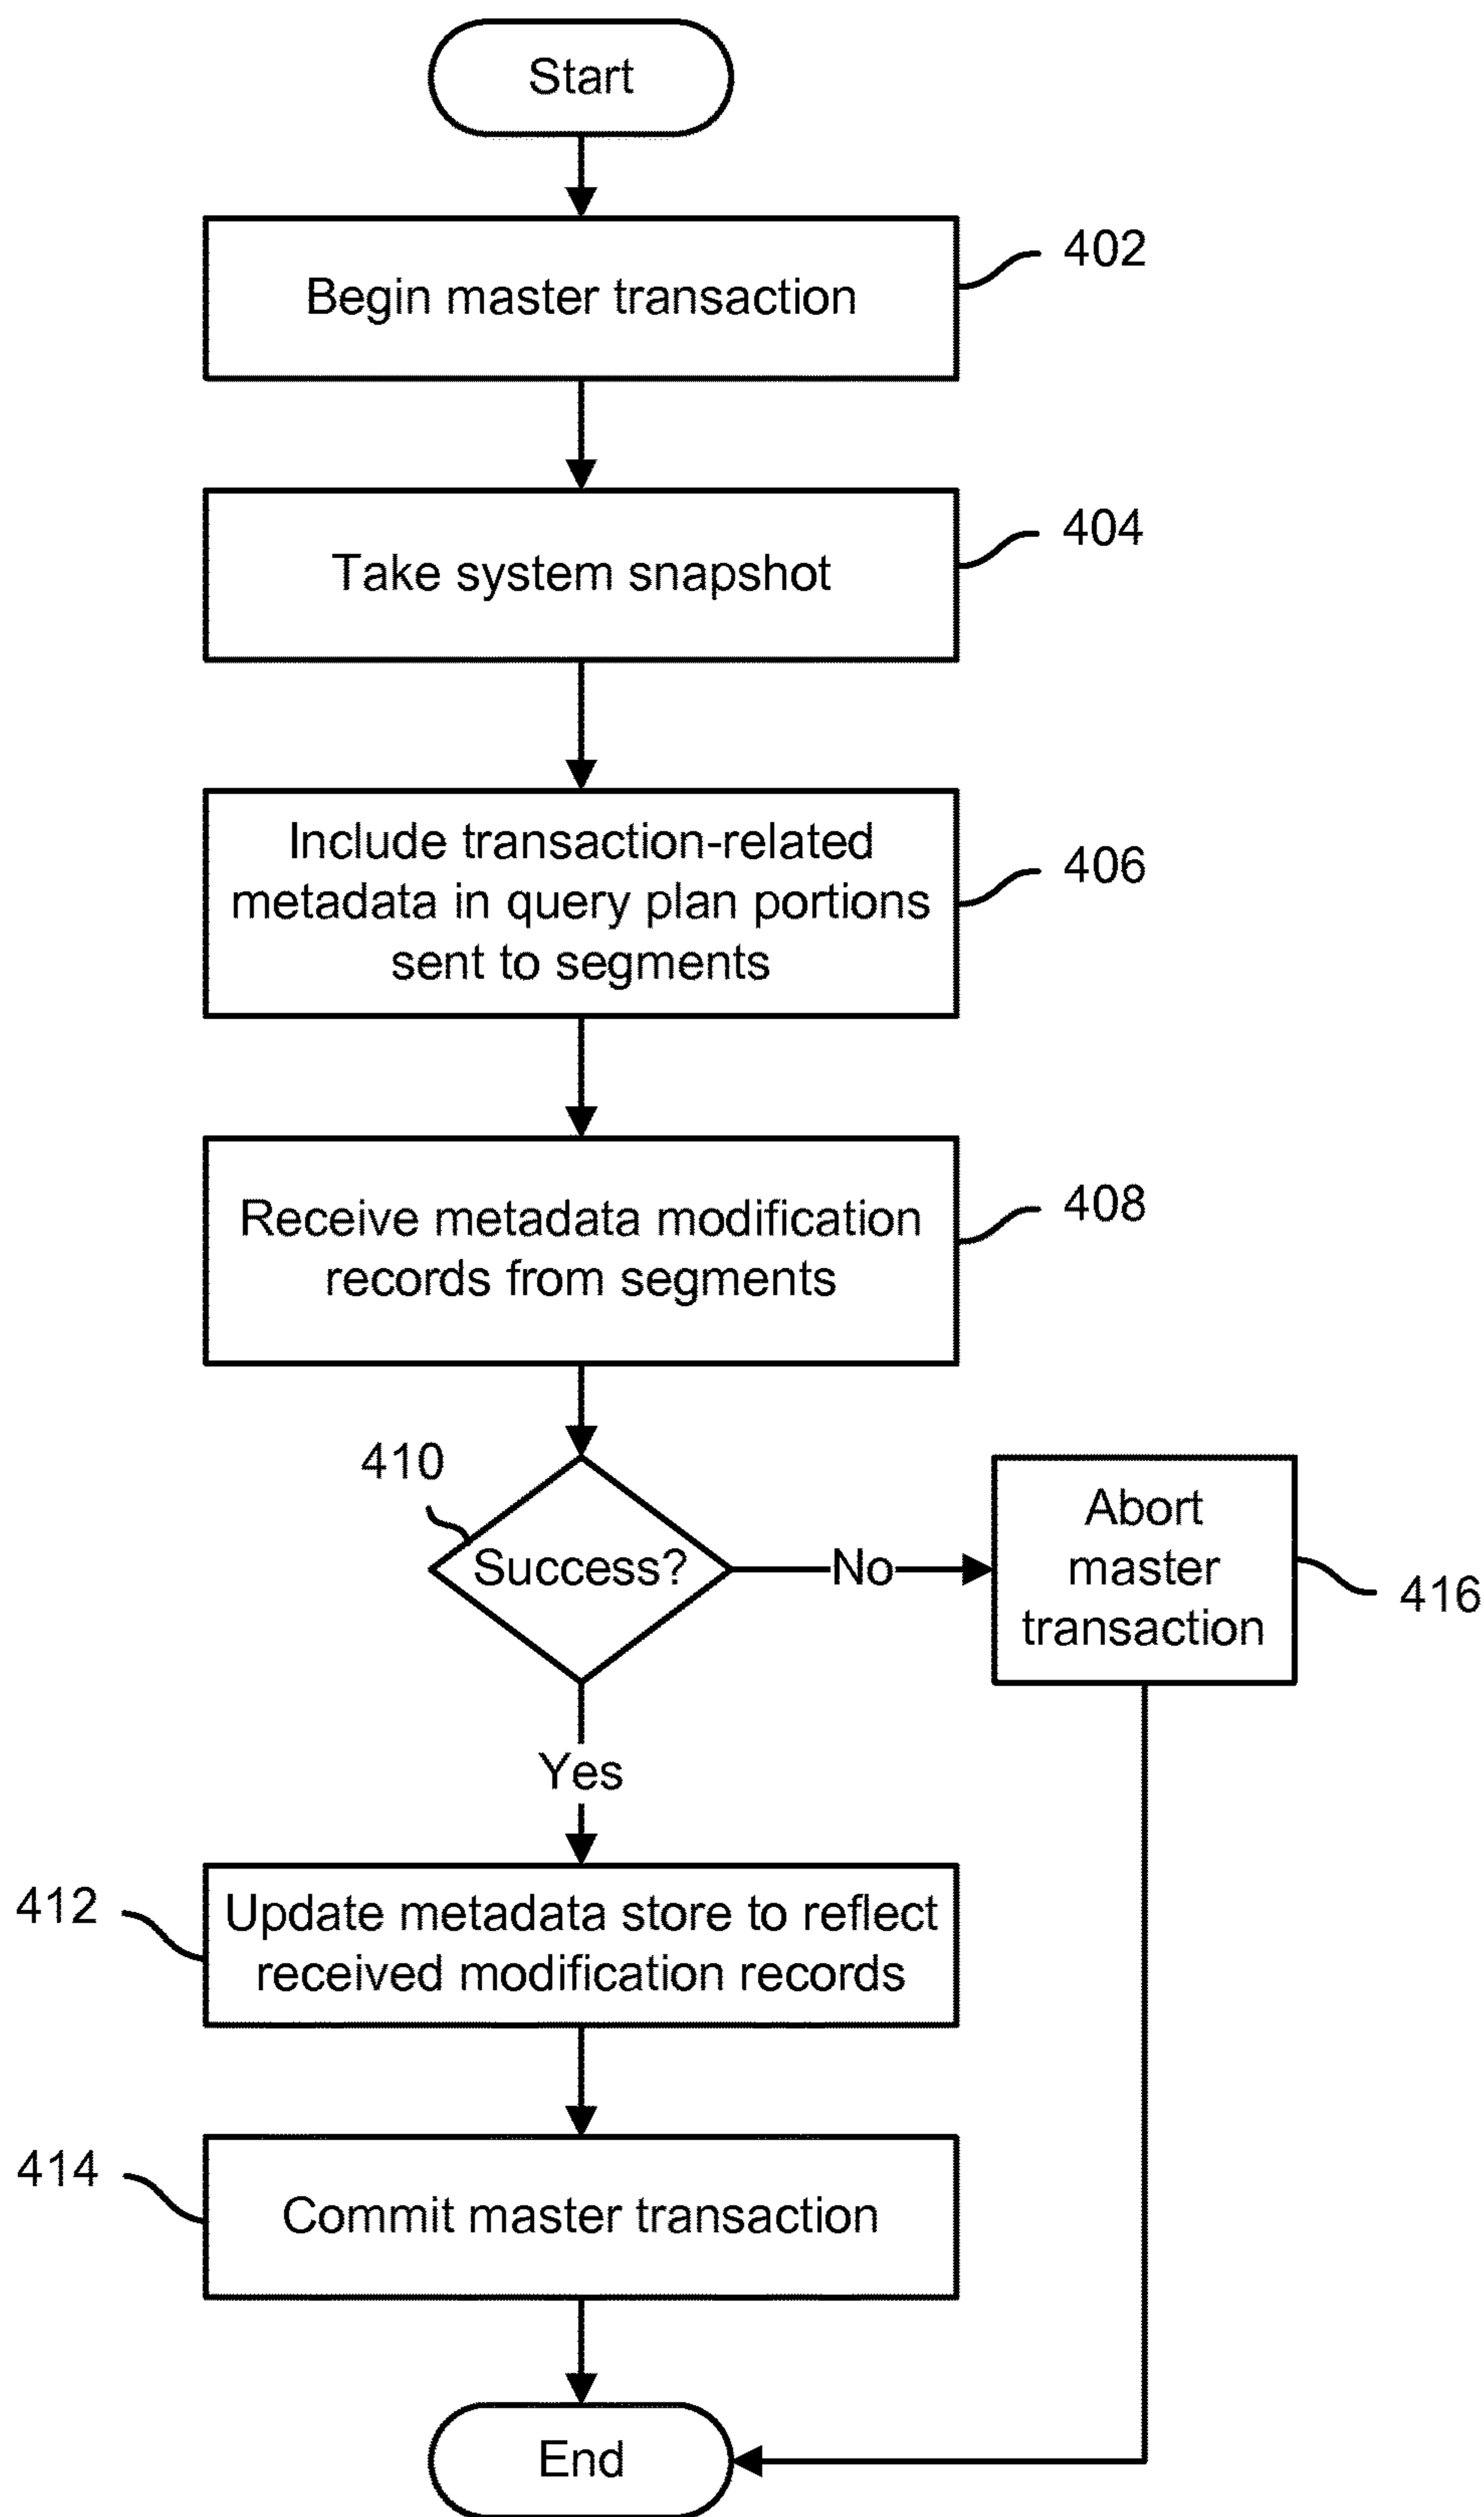 Start
Begin master transaction
402
Take system snapshot
404
Include transaction-related
metadata in query plan portions
sent to segments
406
Receive metadata modification
records from segments
408
410
Success?
No
Abort
master
transaction
416
Yes
412
Update metadata store to reflect
received modification records
414
Commit master transaction
End